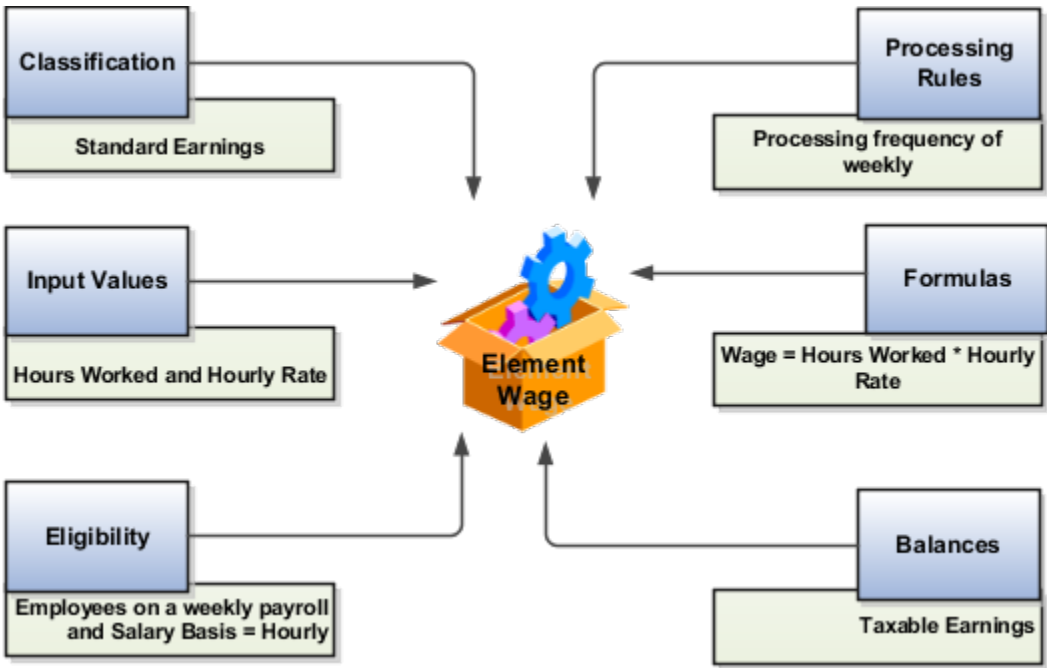 Classification
Standard Earnings
Processing
Rules
Processing frequency of
weekly
Input Values
Hours Worked and Hourly Rate
Element
Wage
Formulas
Wage = Hours Worked * Hourly
Rate
Eligibility
Employees on a weekly payroll
and Salary Basis = Hourly
Balances
Taxable Earnings